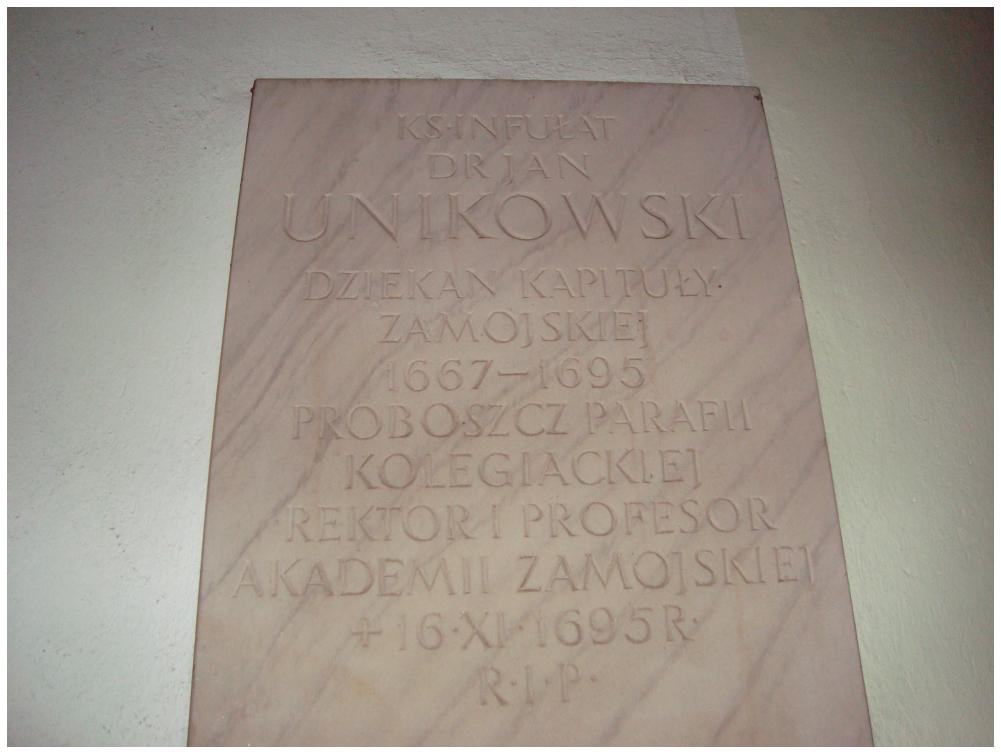 KS·INFUŁAT
DR JAN
UNIKOWSKI
DZIEKAN KAPITUŁY
ZAMOJSKIEJ
1667–1695
PROBOSZCZ PARAFII
KOLEGIACKIEJ
REKTOR I PROFESOR
AKADEMII ZAMOJSKIEJ
+16·XI·1695R·
R·I·P·